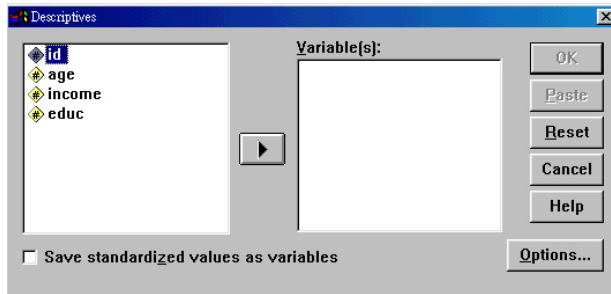 Descriptives
id
age
income
educ
Variable(s):
OK
Paste
Reset
Cancel
Help
Save standardized values as variables
Options...